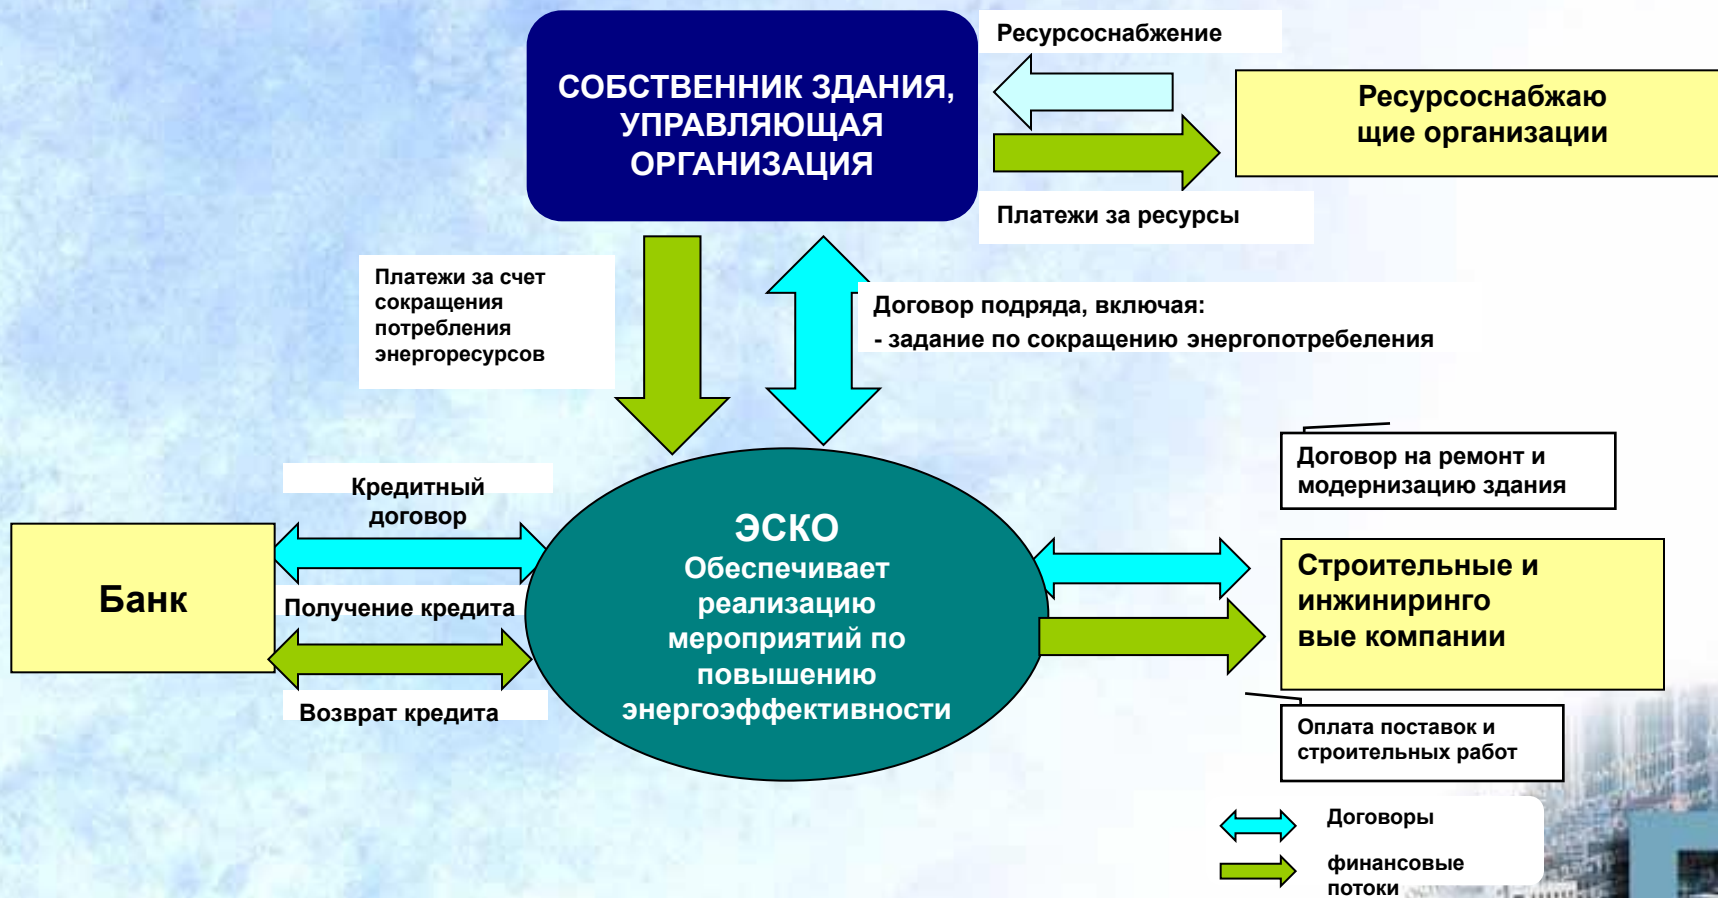 Ресурсоснабжение
СОБСТВЕННИК ЗДАНИЯ,
УПРАВЛЯЮЩАЯ
ОРГАНИЗАЦИЯ
Ресурсоснабжаю
щие организации
Платежи за ресурсы
Платежи за счет
сокращения
потребления
энергоресурсов
Договор подряда, включая:
- задание по сокращению энергопотребеления
Договор на ремонт и
модернизацию здания
Кредитный
договор
Банк
Получение кредита
Возврат кредита
ЭСКО
Обеспечивает
реализацию
мероприятий по
повышению
энергоэффективности
Строительные и
инжиниринго
вые компании
Оплата поставок и
строительных работ
Договоры
финансовые
потоки